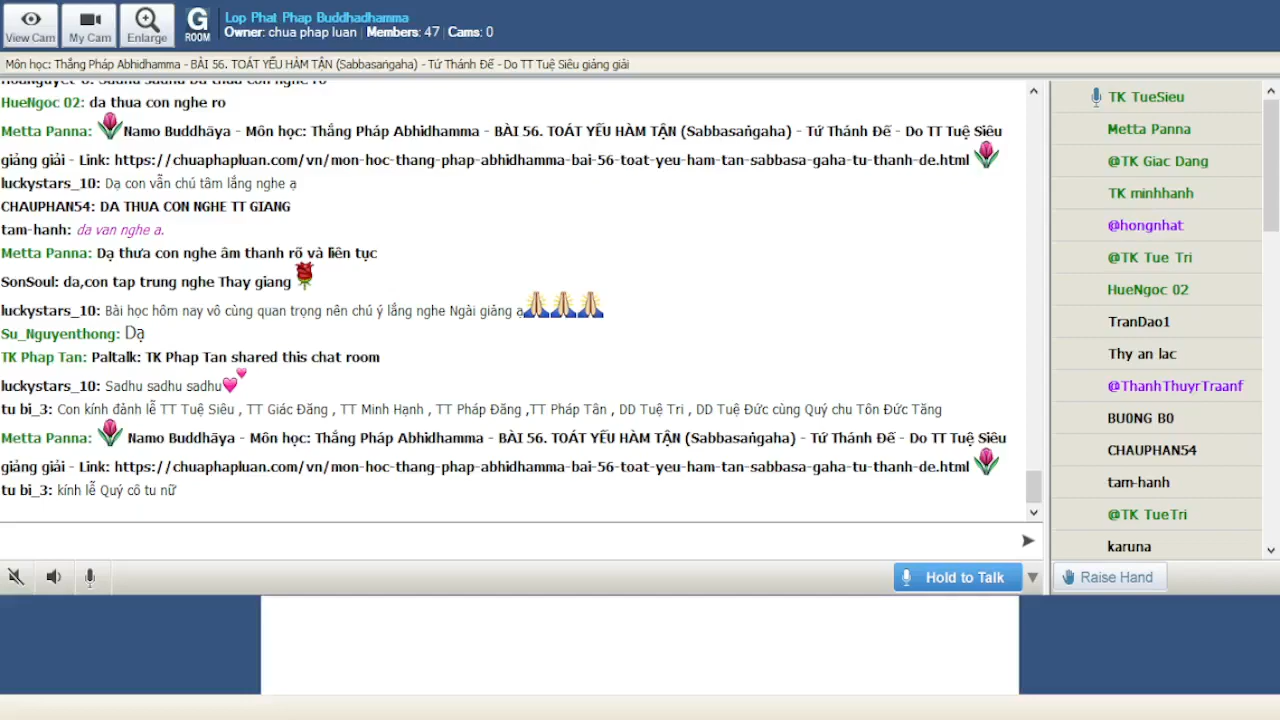 View Cam
My Cam
Enlarge
G
ROOM
Lop Phat Phap Buddhadhamma
Owner: chua phap luan | Members: 47 | Cams: 0
Môn học: Thắng Pháp Abhidhamma - BÀI 56. TOÁT YẾU HÀM TẬN (Sabbasaṅgaha) - Tứ Thánh Đế - Do TT Tuệ Siêu giảng giải
HueNgoc 02: da thua con nghe ro
Metta Panna: Namo Buddhāya - Môn học: Thắng Pháp Abhidhamma - BÀI 56. TOÁT YẾU HÀM TẬN (Sabbasaṅgaha) - Tứ Thánh Đế - Do TT Tuệ Siêu
giảng giải - Link: https://chuaphapluan.com/vn/mon-hoc-thang-phap-abhidhamma-bai-56-toat-yeu-ham-tan-sabbasa-gaha-tu-thanh-de.html
luckystars_10: Dạ con vẫn chú tâm lắng nghe ạ
CHAUPHAN54: DA THUA CON NGHE TT GIANG
tam-hanh: da van nghe a.
Metta Panna: Dạ thưa con nghe âm thanh rõ và liên tục
SonSoul: da,con tap trung nghe Thay giang
luckystars_10: Bài học hôm nay vô cùng quan trọng nên chú ý lắng nghe Ngài giảng ạ
Su_Nguyenthong: Dạ
TK Phap Tan: Paltalk: TK Phap Tan shared this chat room
luckystars_10: Sadhu sadhu sadhu
tu bi_3: Con kính đảnh lễ TT Tuệ Siêu , TT Giác Đăng , TT Minh Hạnh , TT Pháp Đăng ,TT Pháp Tân , DD Tuệ Tri , DD Tuệ Đức cùng Quý chu Tôn Đức Tăng
Metta Panna: Namo Buddhāya - Môn học: Thắng Pháp Abhidhamma - BÀI 56. TOÁT YẾU HÀM TẬN (Sabbasaṅgaha) - Tứ Thánh Đế - Do TT Tuệ Siêu
giảng giải - Link: https://chuaphapluan.com/vn/mon-hoc-thang-phap-abhidhamma-bai-56-toat-yeu-ham-tan-sabbasa-gaha-tu-thanh-de.html
tu bi_3: kính lễ Quý cô tu nữ
Hold to Talk
TK TueSieu
Metta Panna
@TK Giac Dang
TK minhhanh
@hongnhat
@TK Tue Tri
HueNgoc 02
TranDao1
Thy an lac
@ThanhThuyrTraanf
BU0NG B0
CHAUPHAN54
tam-hanh
@TK TueTri
karuna
Raise Hand